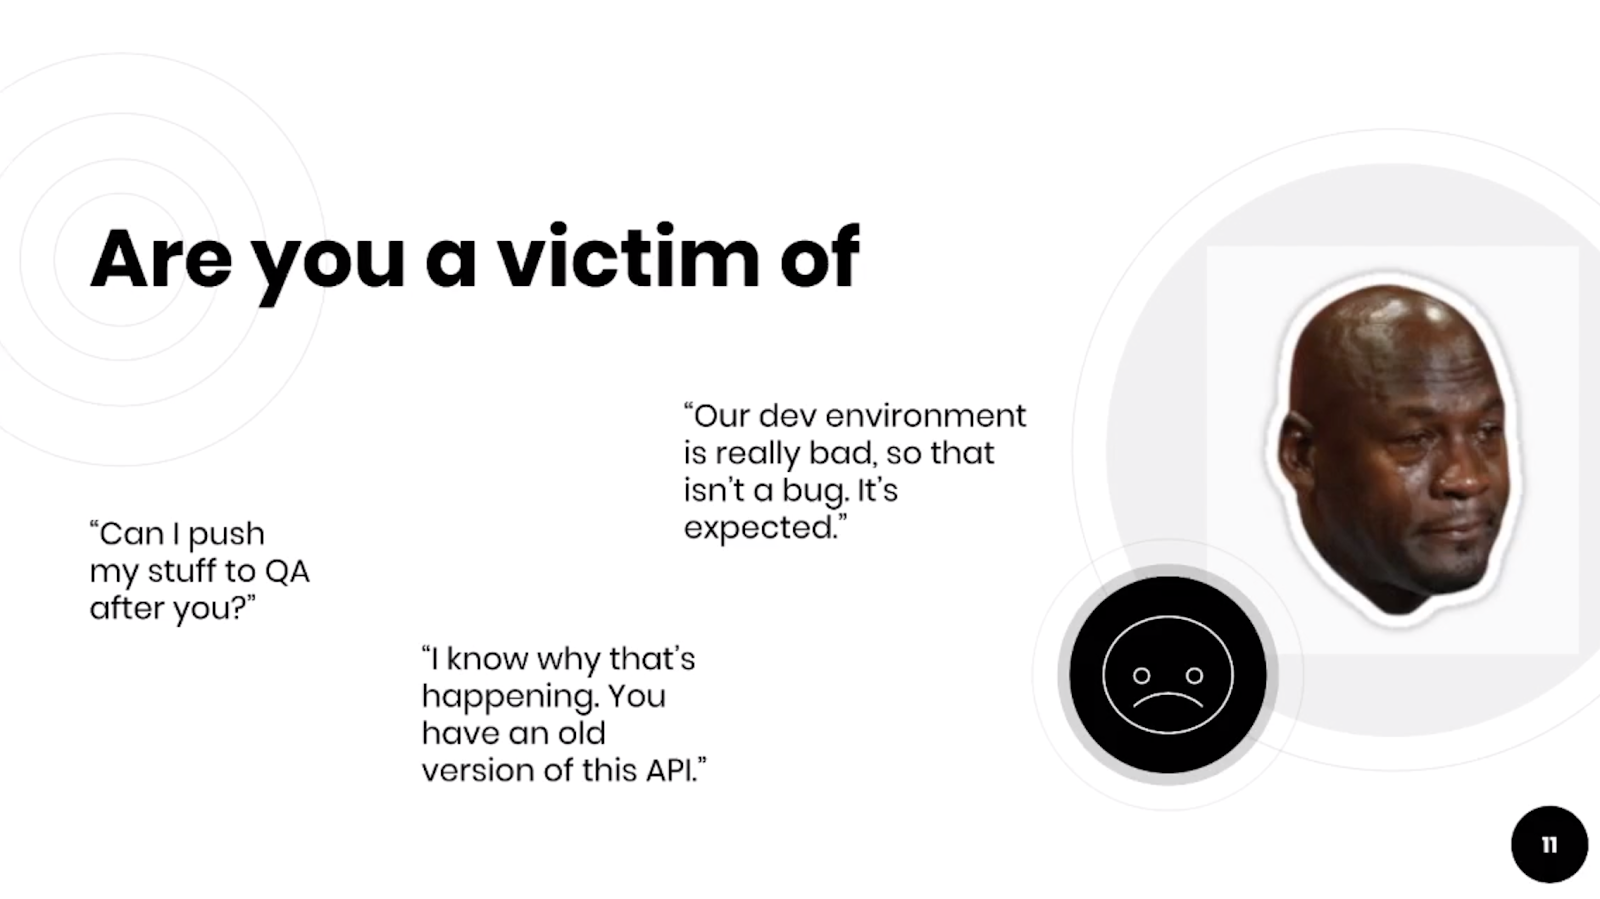 Are you a victim of
“Our dev environment
is really bad, so that
isn’t a bug. It’s
expected.”
“Can I push
my stuff to QA
after you?”
“I know why that’s
happening. You
have an old
version of this API.”
11